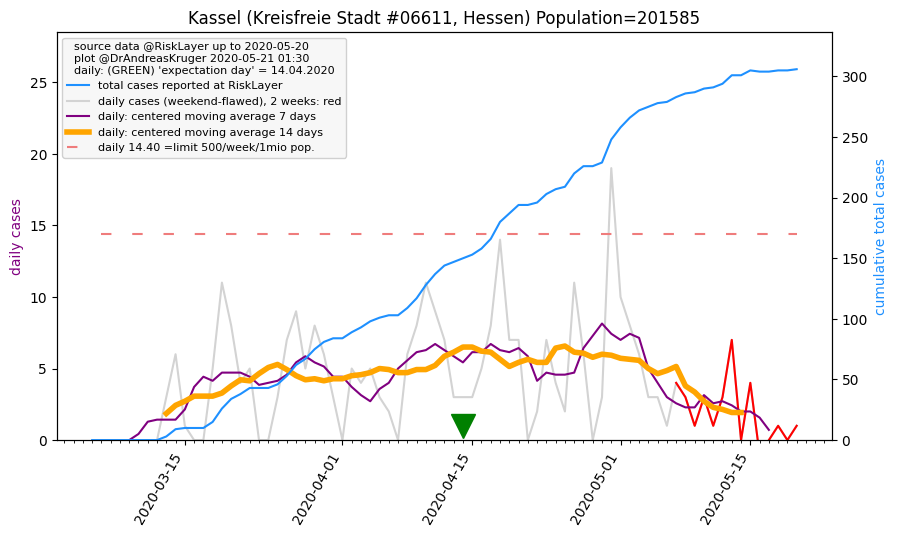 Kassel (Kreisfreie Stadt #06611, Hessen) Population=201585
source data @RiskLayer up to 2020-05-20
plot @DrAndreasKruger 2020-05-21 01:30
daily: (GREEN) 'expectation day' = 14.04.2020
total cases reported at RiskLayer
daily cases (weekend-flawed), 2 weeks: red
daily: centered moving average 7 days
daily: centered moving average 14 days
daily 14.40 =limit 500/week/1mio pop.
daily cases
25
20
15
10
5
0
cumulative total cases
300
250
200
150
100
50
0
2020-03-15
2020-04-01
2020-04-15
2020-05-01
2020-05-15